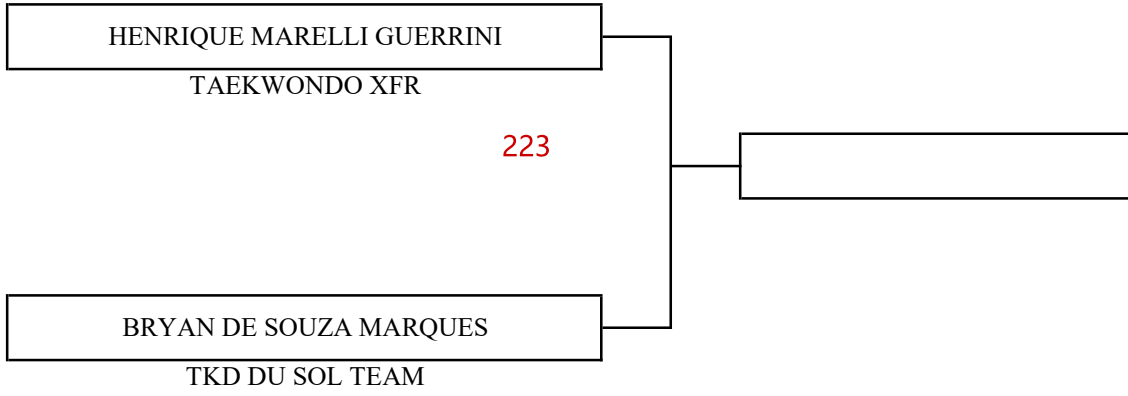 HENRIQUE MARELLI GUERRINI
TAEKWONDO XFR
223
BRYAN DE SOUZA MARQUES
TKD DU SOL TEAM